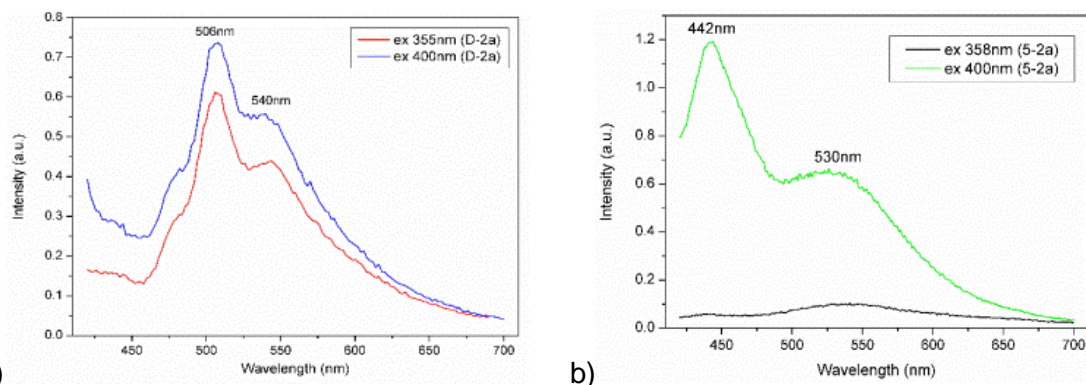 0.8
0.7
0.6
0.5
0.4
0.3
0.2
0.1
0.0
Intensity (a.u.)
506nm
540nm
ex 355nm (D-2a)
ex 400nm (D-2a)
450 500 550 600 650 700
Wavelength (nm)
)
b)
1.2
1.0
0.8
0.6
0.4
0.2
0.0
Intensity (a.u.)
442nm
530nm
ex 358nm (5-2a)
ex 400nm (5-2a)
450 500 550 600 650 700
Wavelength (nm)